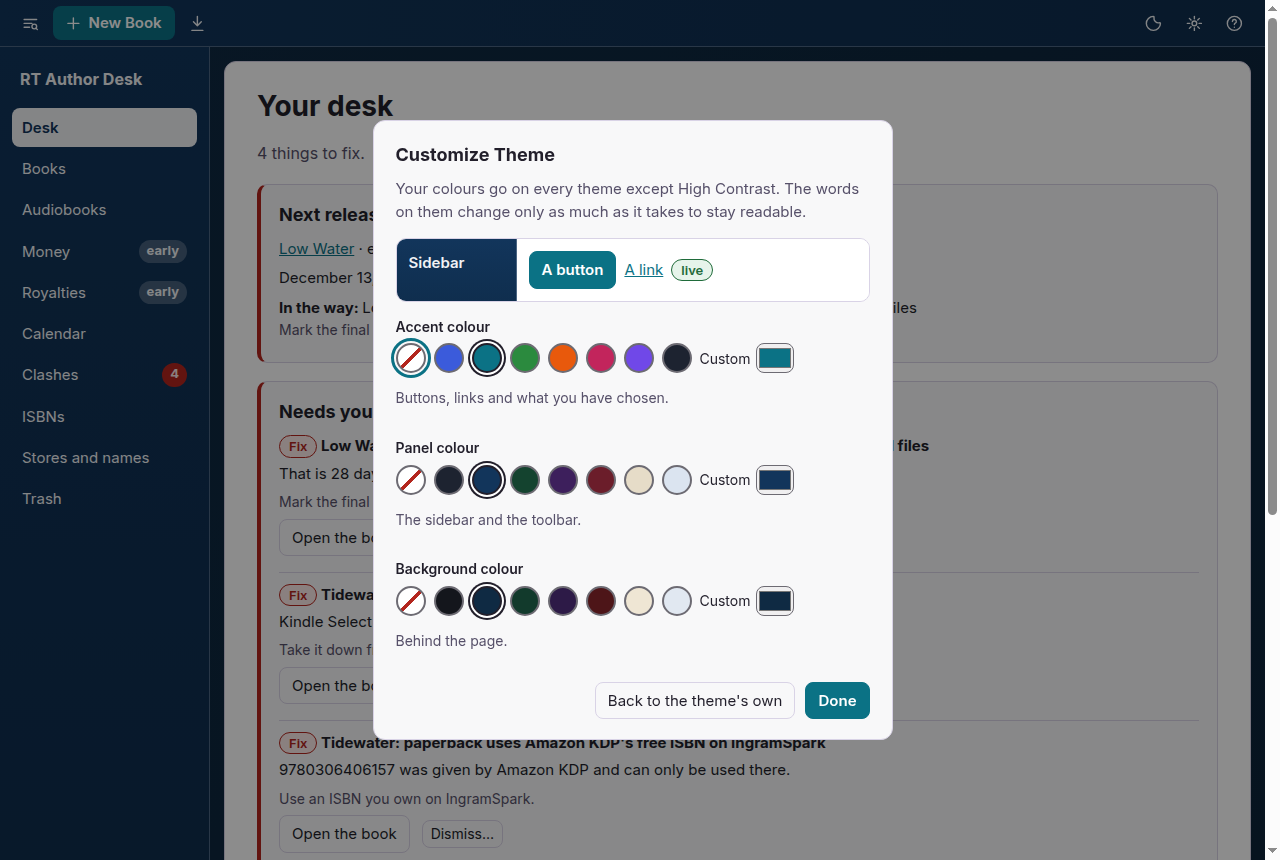 New Book
RT Author Desk
Desk
Books
Audiobooks
Money early
Royalties early
Calendar
Clashes 4
ISBNs
Stores and names
Trash
Your desk
4 things to fix.
Next
Low Water ·
December 13
In the way:
Mark the final
Needs you
Fix Low
files
That is 28
Mark the final
Open the
Fix
Kindle Select
Take it down
Open the
Fix Tidewater: paperback uses Amazon KDP's free ISBN on IngramSpark
9780306406157 was given by Amazon KDP and can only be used there.
Use an ISBN you own on IngramSpark.
Open the book Dismiss...
Customize Theme
Your colours go on every theme except High Contrast. The words
on them change only as much as it takes to stay readable.
Sidebar A button A link live
Accent colour
Custom
Buttons, links and what you have chosen.
Panel colour
Custom
The sidebar and the toolbar.
Background colour
Custom
Behind the page.
Back to the theme's own Done